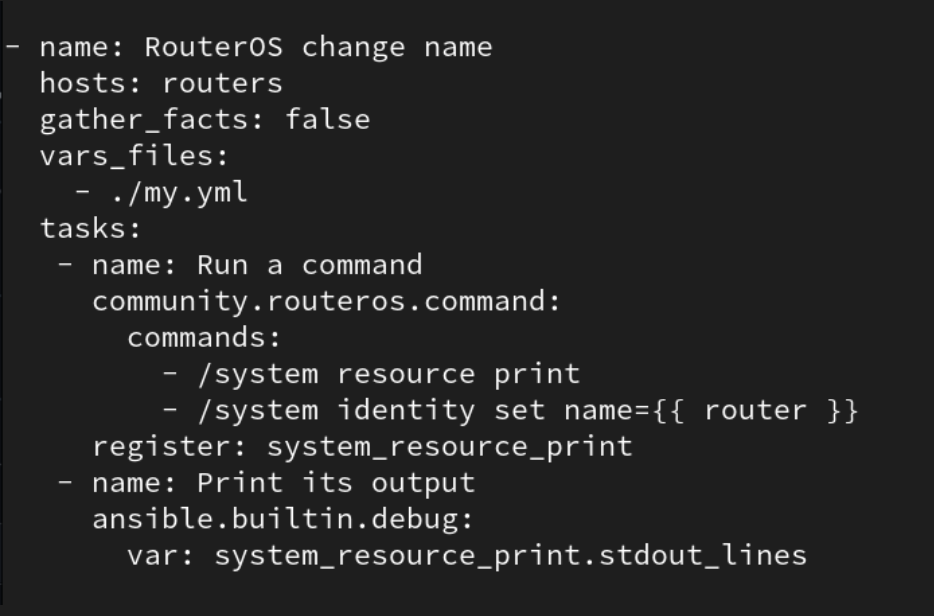 - name: RouterOS change name
  hosts: routers
  gather_facts: false
  vars_files:
    - ./my.yml
  tasks:
   - name: Run a command
     community.routeros.command:
       commands:
         - /system resource print
         - /system identity set name={{ router }}
     register: system_resource_print
   - name: Print its output
     ansible.builtin.debug:
       var: system_resource_print.stdout_lines